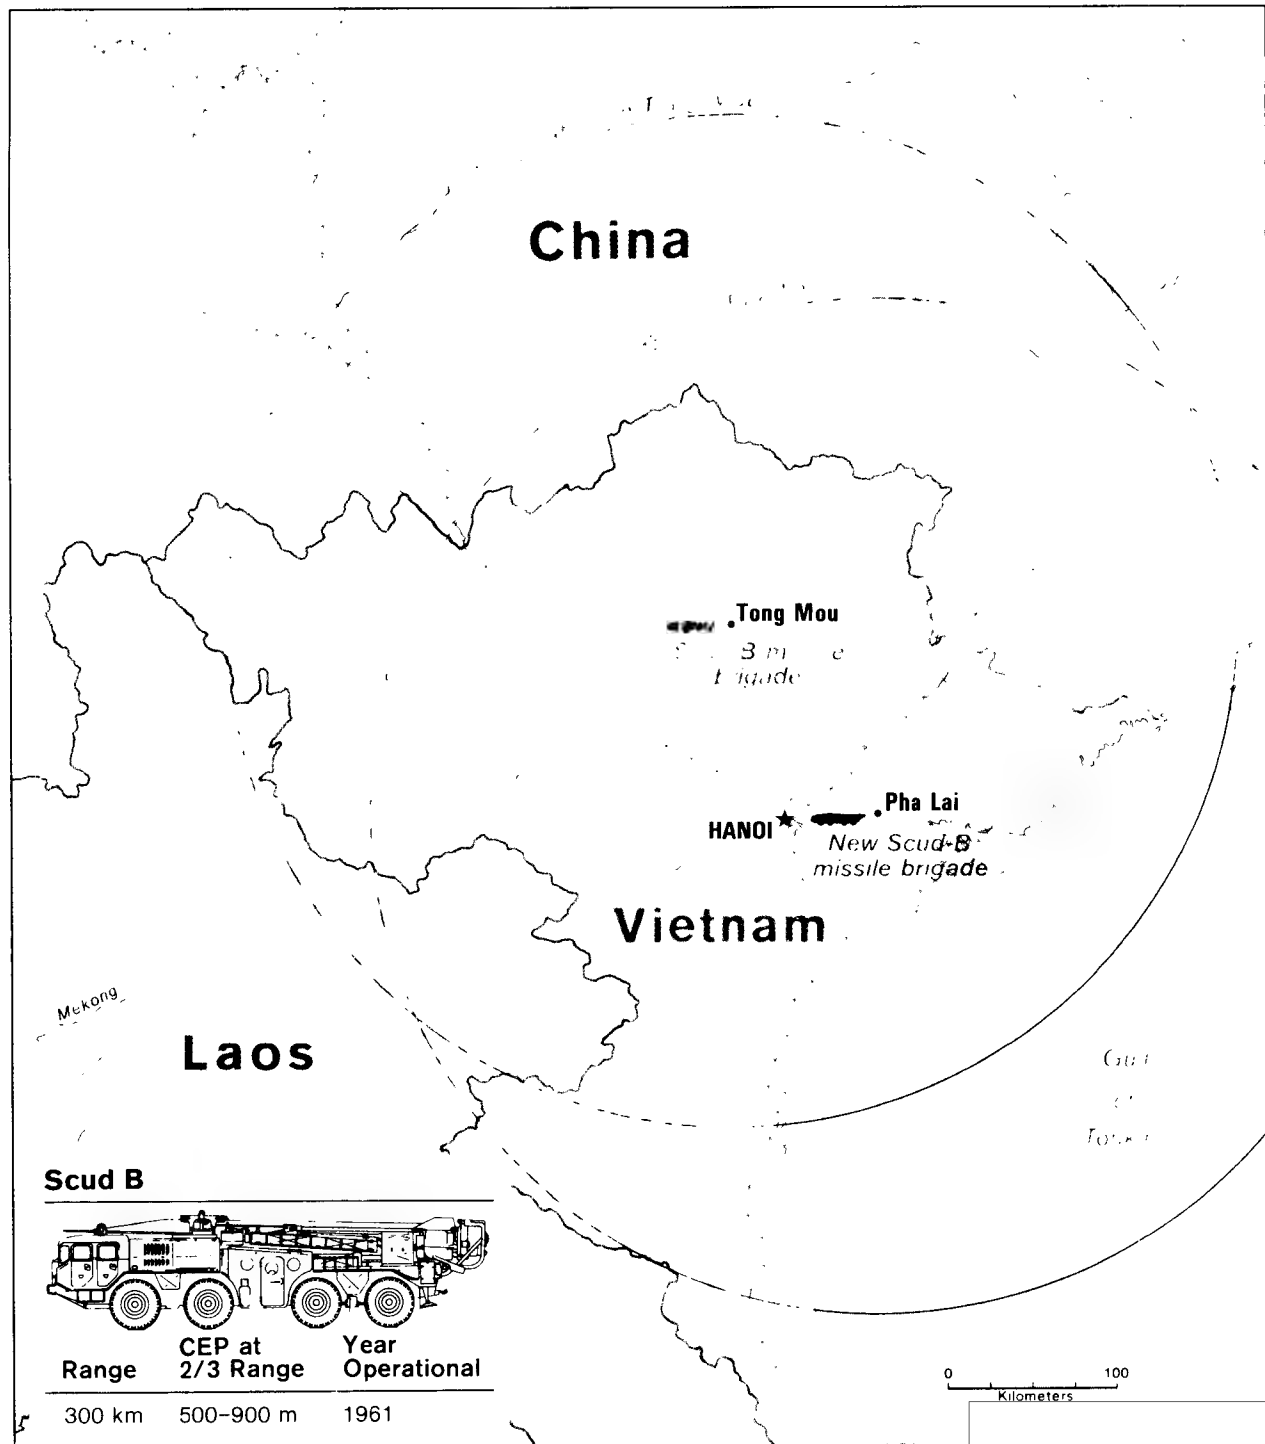 China
Tong Mou
brigade
Pha Lai
HANOI
New Scud-B
missile brigade
Vietnam
Mekong
Laos
Scud B
Range
CEP at
2/3 Range
Year
Operational
300 km
500-900 m
1961
0
100
Kilometers